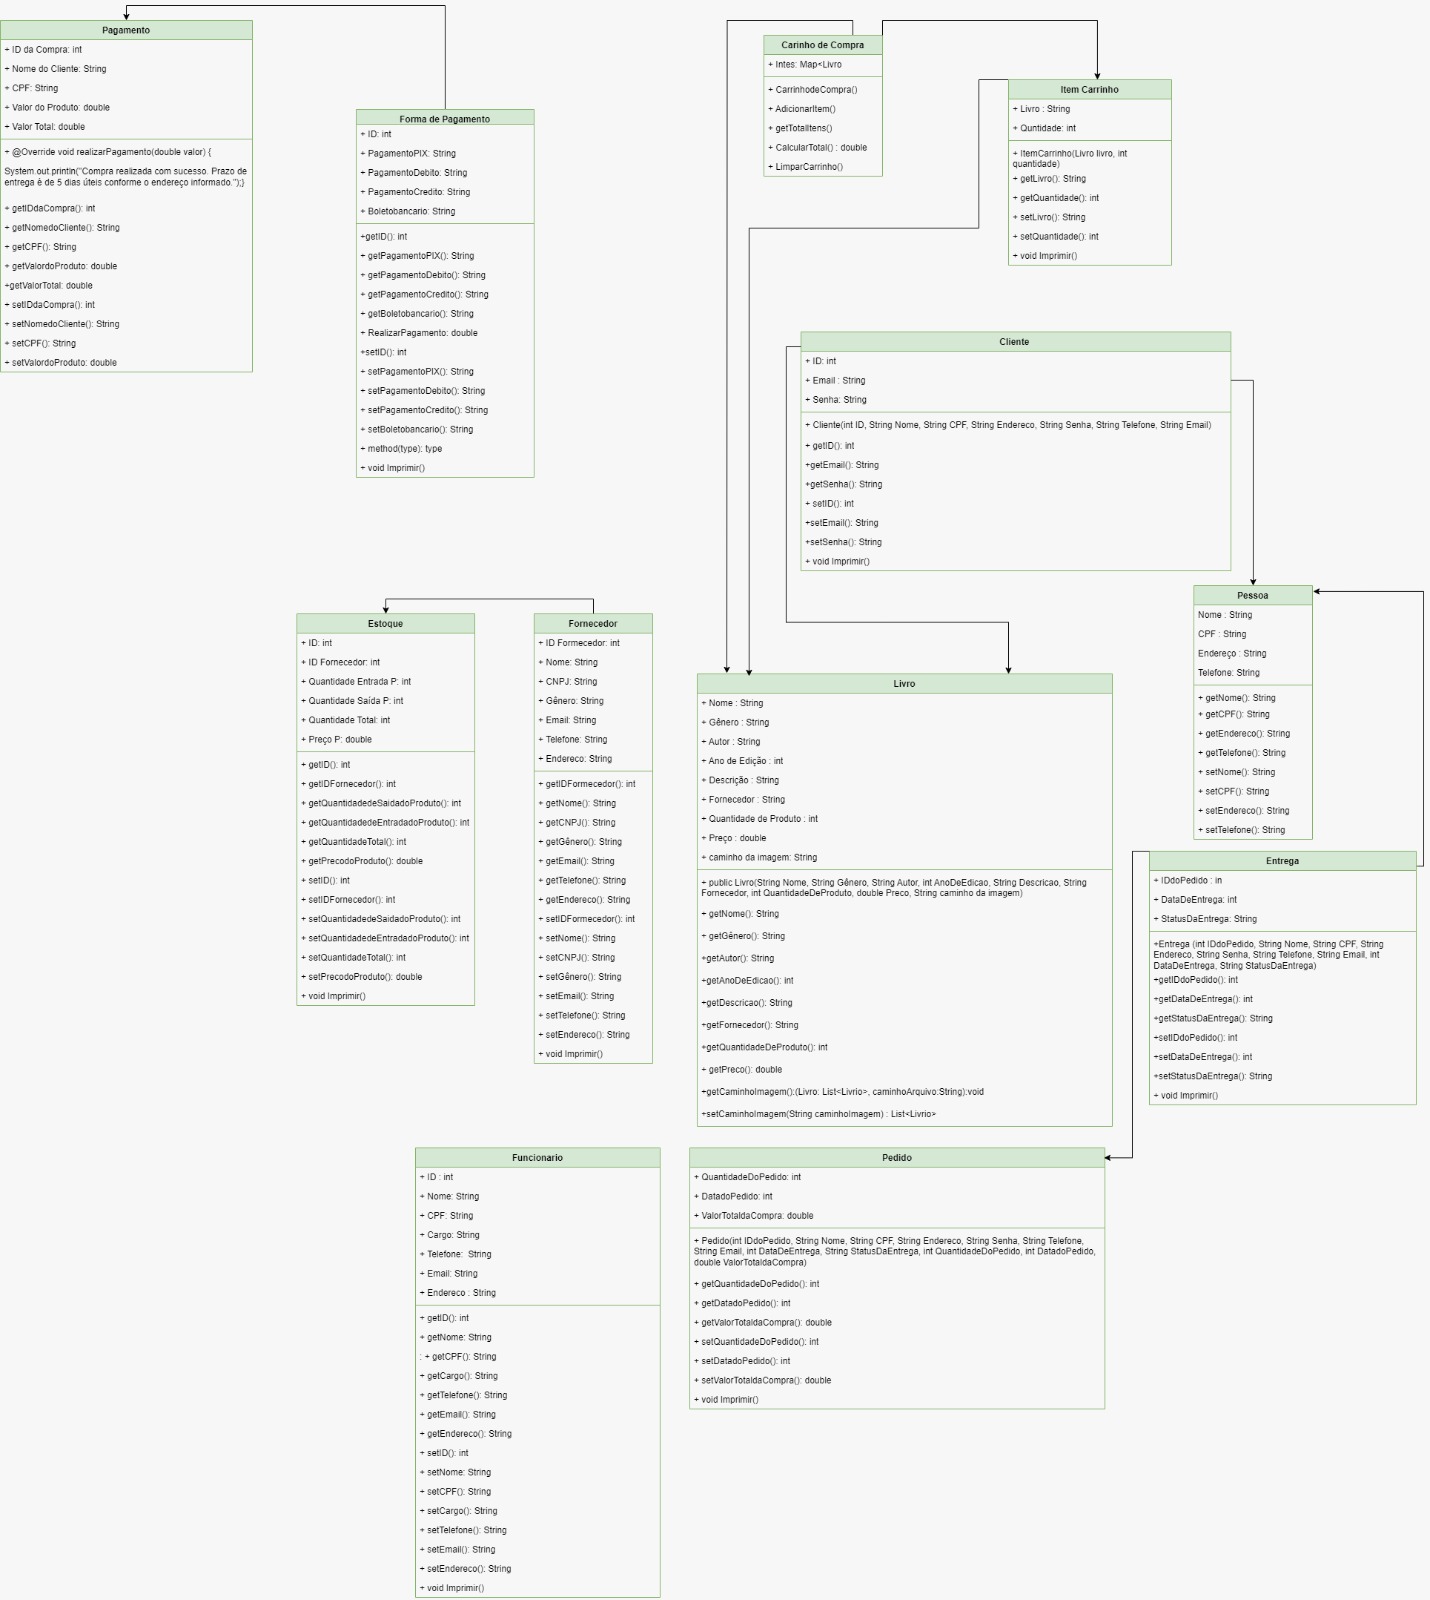 Pagamento
+ ID da Compra: int
+ Nome do Cliente: String
+ CPF: String
+ Valor do Produto: double
+ Valor Total: double
+ @Override void realizarPagamento(double valor) {
System.out.println("Compra realizada com sucesso. Prazo de
entrega è de 5 dias úteis conforme o endereço informado.");}
+ getIDdaCompra(): int
+ getNomedoCliente(): String
+ getCPF(): String
+ getValordoProduto: double
+getValorTotal: double
+ setIDdaCompra(): int
+ setNomedoCliente(): String
+ setCPF(): String
+ setValordoProduto: double
Forma de Pagamento
+ ID: int
+ PagamentoPIX: String
+ PagamentoDebito: String
+ PagamentoCredito: String
+ Boletobancario: String
+getID(): int
+ getPagamentoPIX(): String
+ getPagamentoDebito(): String
+ getPagamentoCredito(): String
+ getBoletobancario(): String
+ RealizarPagamento: double
+setID(): int
+ setPagamentoPIX(): String
+ setPagamentoDebito(): String
+ setPagamentoCredito(): String
+ setBoletobancario(): String
+ method(type): type
+ void Imprimir()
Carinho de Compra
+ Intes: Map<Livro
+ CarrinhodeCompra()
+ AdicionarItem()
+ getTotalItens()
+ CalcularTotal() : double
+ LimparCarrinho()
Item Carrinho
+ Livro : String
+ Quntidade: int
+ ItemCarrinho(Livro livro, int
quantidade)
+ getLivro(): String
+ getQuantidade(): int
+ setLivro(): String
+ setQuantidade(): int
+ void Imprimir()
Cliente
+ ID: int
+ Email : String
+ Senha: String
+ Cliente(int ID, String Nome, String CPF, String Endereco, String Senha, String Telefone, String Email)
+ getID(): int
+getEmail(): String
+getSenha(): String
+ setID(): int
+setEmail(): String
+setSenha(): String
+ void Imprimir()
Pessoa
Nome : String
CPF : String
Endereço : String
Telefone: String
+ getNome(): String
+ getCPF(): String
+ getEndereco(): String
+ getTelefone(): String
+ setNome(): String
+ setCPF(): String
+ setEndereco(): String
+ setTelefone(): String
Estoque
+ ID: int
+ ID Fornecedor: int
+ Quantidade Entrada P: int
+ Quantidade Saída P: int
+ Quantidade Total: int
+ Preço P: double
+ getID(): int
+ getIDFornecedor(): int
+ getQuantidadedeSaidadoProduto(): int
+ getQuantidadedeEntradadoProduto(): int
+ getQuantidadeTotal(): int
+ getPrecodoProduto(): double
+ setID(): int
+ setIDFornecedor(): int
+ setQuantidadedeSaidadoProduto(): int
+ setQuantidadedeEntradadoProduto(): int
+ setQuantidadeTotal(): int
+ setPrecodoProduto(): double
+ void Imprimir()
Fornecedor
+ ID Formecedor: int
+ Nome: String
+ CNPJ: String
+ Gênero: String
+ Email: String
+ Telefone: String
+ Endereco: String
+ getIDFormecedor(): int
+ getNome(): String
+ getCNPJ(): String
+ getGênero(): String
+ getEmail(): String
+ getTelefone(): String
+ getEndereco(): String
+ setIDFormecedor(): int
+ setNome(): String
+ setCNPJ(): String
+ setGênero(): String
+ setEmail(): String
+ setTelefone(): String
+ setEndereco(): String
+ void Imprimir()
Livro
+ Nome : String
+ Gênero : String
+ Autor : String
+ Ano de Edição : int
+ Descrição : String
+ Fornecedor : String
+ Quantidade de Produto : int
+ Preço : double
+ caminho da imagem: String
+ public Livro(String Nome, String Gênero, String Autor, int AnoDeEdicao, String Descricao, String
Fornecedor, int QuantidadeDeProduto, double Preco, String caminho da imagem)
+ getNome(): String
+ getGênero(): String
+getAutor(): String
+getAnoDeEdicao(): int
+getDescricao(): String
+getFornecedor(): String
+getQuantidadeDeProduto(): int
+ getPreco(): double
+getCaminhoImagem():(Livro: List<Livrio>, caminhoArquivo:String):void
+setCaminhoImagem(String caminhoImagem) : List<Livrio>
Entrega
+ IDdoPedido : in
+ DataDeEntrega: int
+ StatusDaEntrega: String
+Entrega (int IDdoPedido, String Nome, String CPF, String
Endereco, String Senha, String Telefone, String Email, int
DataDeEntrega, String StatusDaEntrega)
+getIDdoPedido(): int
+getDataDeEntrega(): int
+getStatusDaEntrega(): String
+setIDdoPedido(): int
+setDataDeEntrega(): int
+setStatusDaEntrega(): String
+ void Imprimir()
Funcionario
+ ID : int
+ Nome: String
+ CPF: String
+ Cargo: String
+ Telefone: String
+ Email: String
+ Endereco : String
+ getID(): int
+ getNome: String
: + getCPF(): String
+ getCargo(): String
+ getTelefone(): String
+ getEmail(): String
+ getEndereco(): String
+ setID(): int
+ setNome: String
+ setCPF(): String
+ setCargo(): String
+ setTelefone(): String
+ setEmail(): String
+ setEndereco(): String
+ void Imprimir()
Pedido
+ QuantidadeDoPedido: int
+ DatadoPedido: int
+ ValorTotaldaCompra: double
+ Pedido(int IDdoPedido, String Nome, String CPF, String Endereco, String Senha, String Telefone,
String Email, int DataDeEntrega, String StatusDaEntrega, int QuantidadeDoPedido, int DatadoPedido,
double ValorTotaldaCompra)
+ getQuantidadeDoPedido(): int
+ getDatadoPedido(): int
+ getValorTotaldaCompra(): double
+ setQuantidadeDoPedido(): int
+ setDatadoPedido(): int
+ setValorTotaldaCompra(): double
+ void Imprimir()